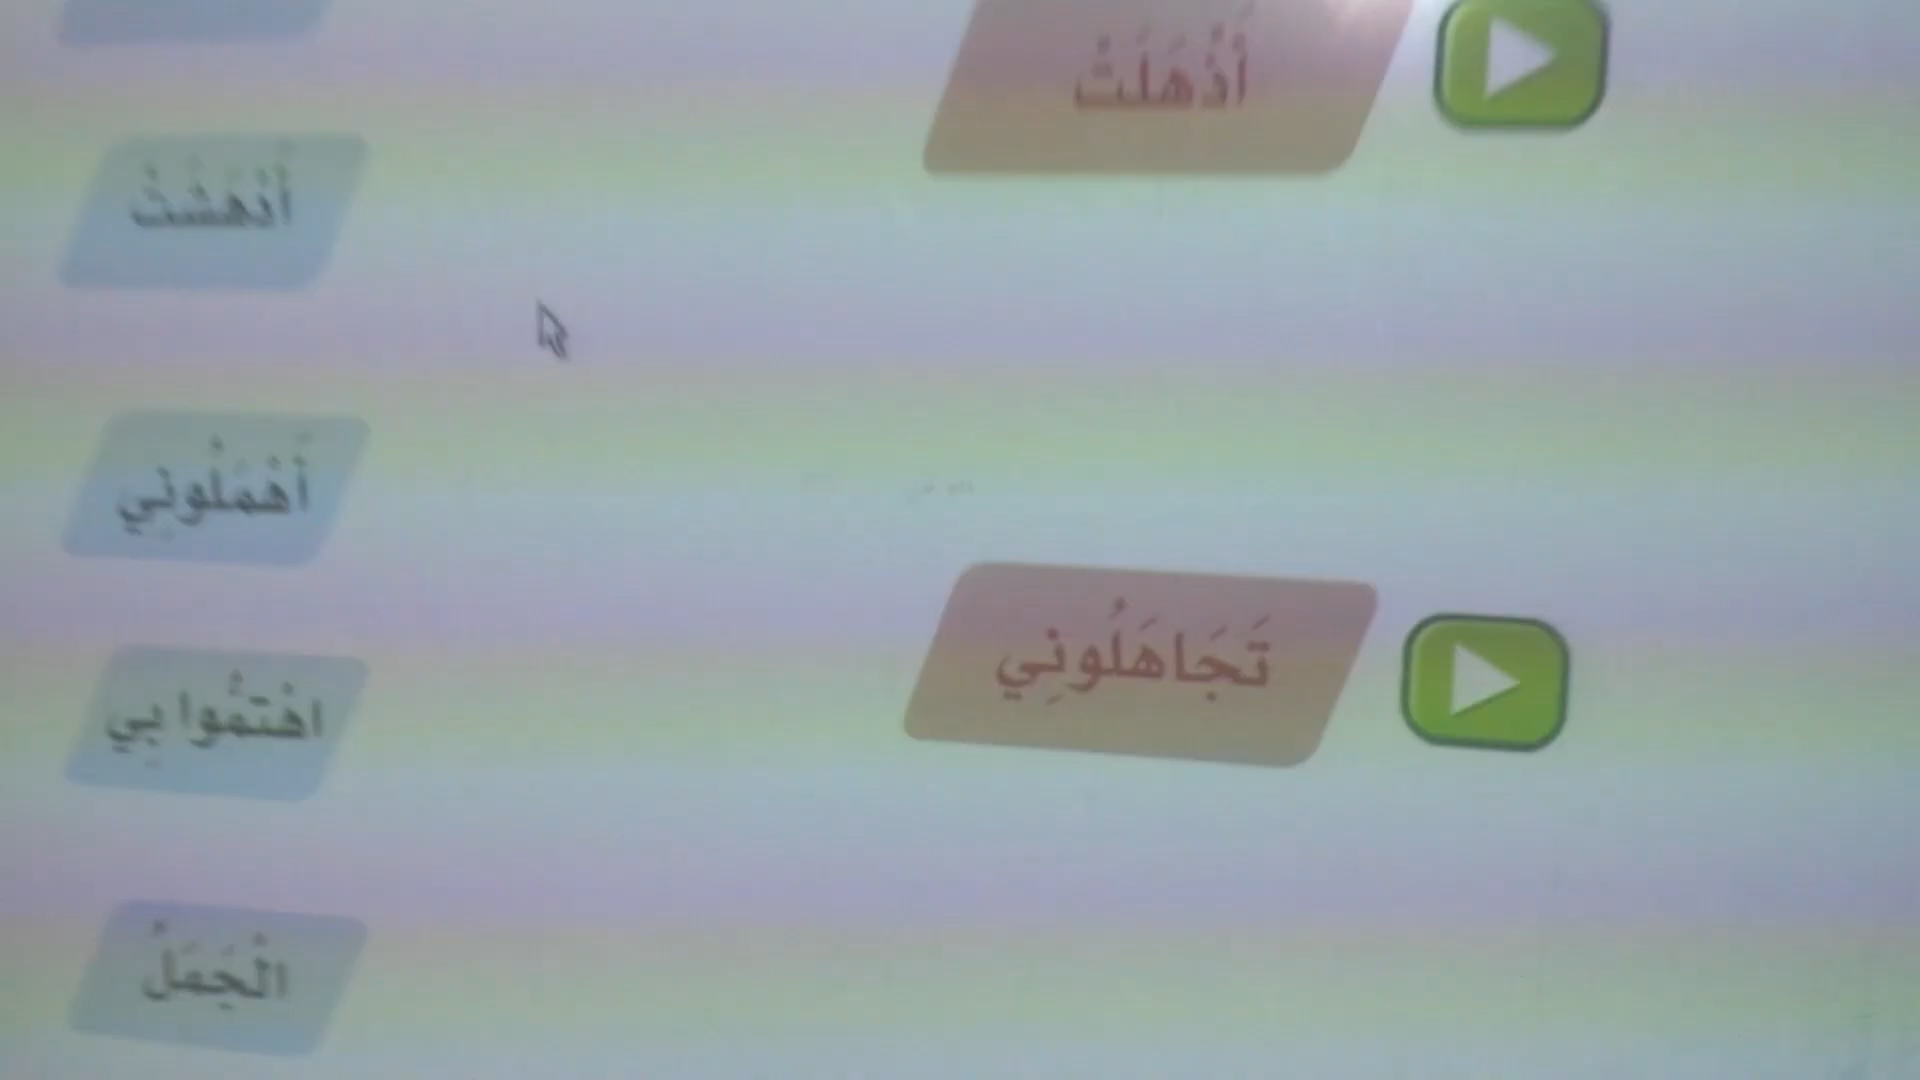 أَذْهَلَتْ
أَدْهَشَتْ
أَهْمَلُونِي
تَجَاهَلُونِي
اهْتَمُّوا بِي
الْجَمَلُ